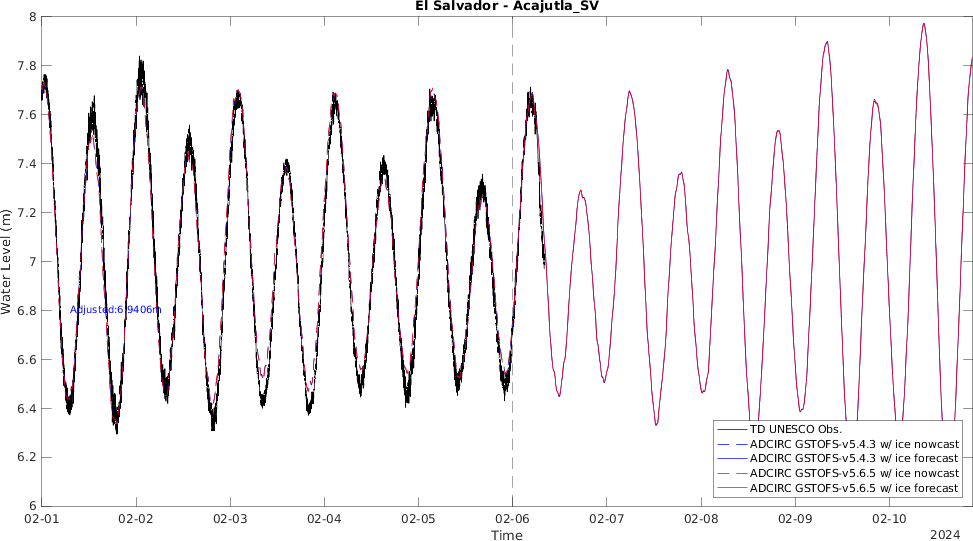 El Salvador - Acajutla_SV
8
7.8
7.6
7.4
7.2
7
6.8
6.6
6.4
6.2
6
Water Level (m)
Adjusted:6.9406m
TD UNESCO Obs.
ADCIRC GSTOFS-v5.4.3 w/ ice nowcast
ADCIRC GSTOFS-v5.4.3 w/ ice forecast
ADCIRC GSTOFS-v5.6.5 w/ ice nowcast
ADCIRC GSTOFS-v5.6.5 w/ ice forecast
02-01 02-02 02-03 02-04 02-05 02-06 02-07 02-08 02-09 02-10
Time
2024